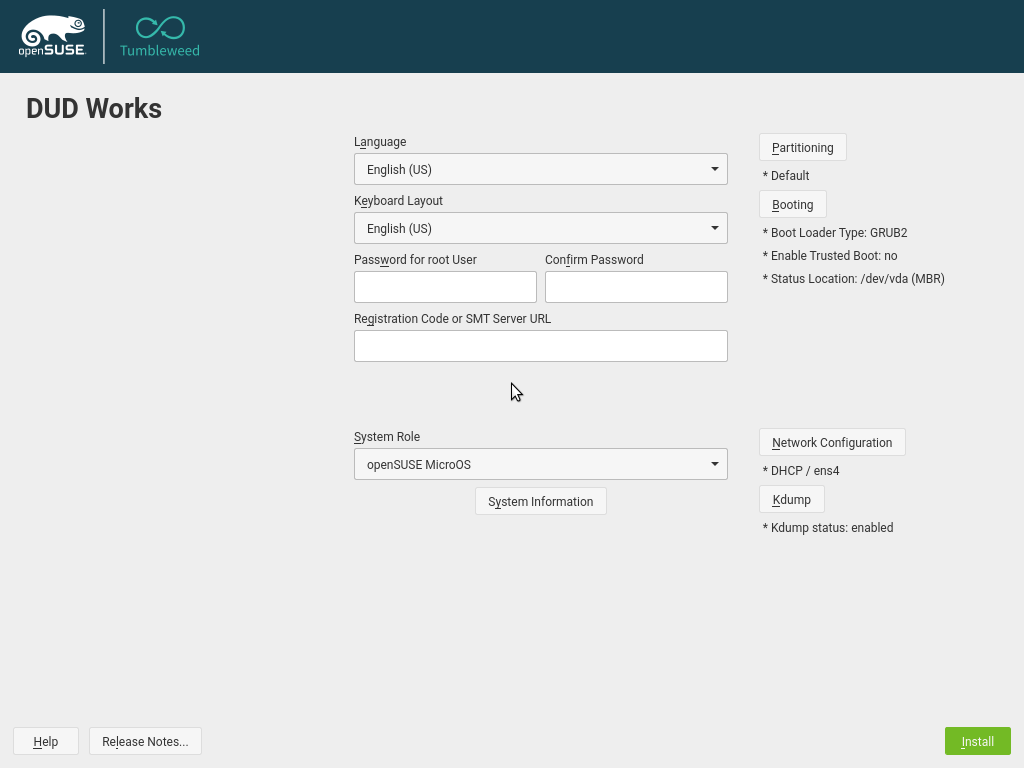 openSUSE
Tumbleweed
DUD Works
Language
English (US)
Keyboard Layout
English (US)
Password for root User
Confirm Password
Registration Code or SMT Server URL
System Role
openSUSE MicroOS
System Information
Partitioning
* Default
Booting
* Boot Loader Type: GRUB2
* Enable Trusted Boot: no
* Status Location: /dev/vda (MBR)
Network Configuration
* DHCP / ens4
Kdump
* Kdump status: enabled
Help
Release Notes...
Install